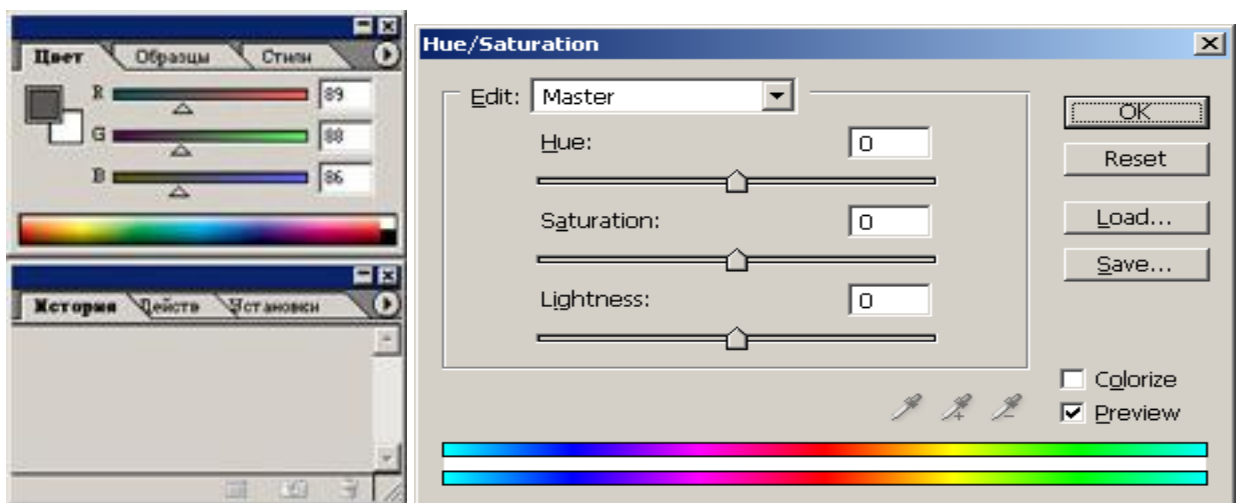 Цвет Образцы Стили
R 89
G 88
B 86
История Действ Установки
Hue/Saturation
Edit: Master
OK
Hue: 0
Reset
Saturation: 0
Load...
Save...
Lightness: 0
Colorize
Preview